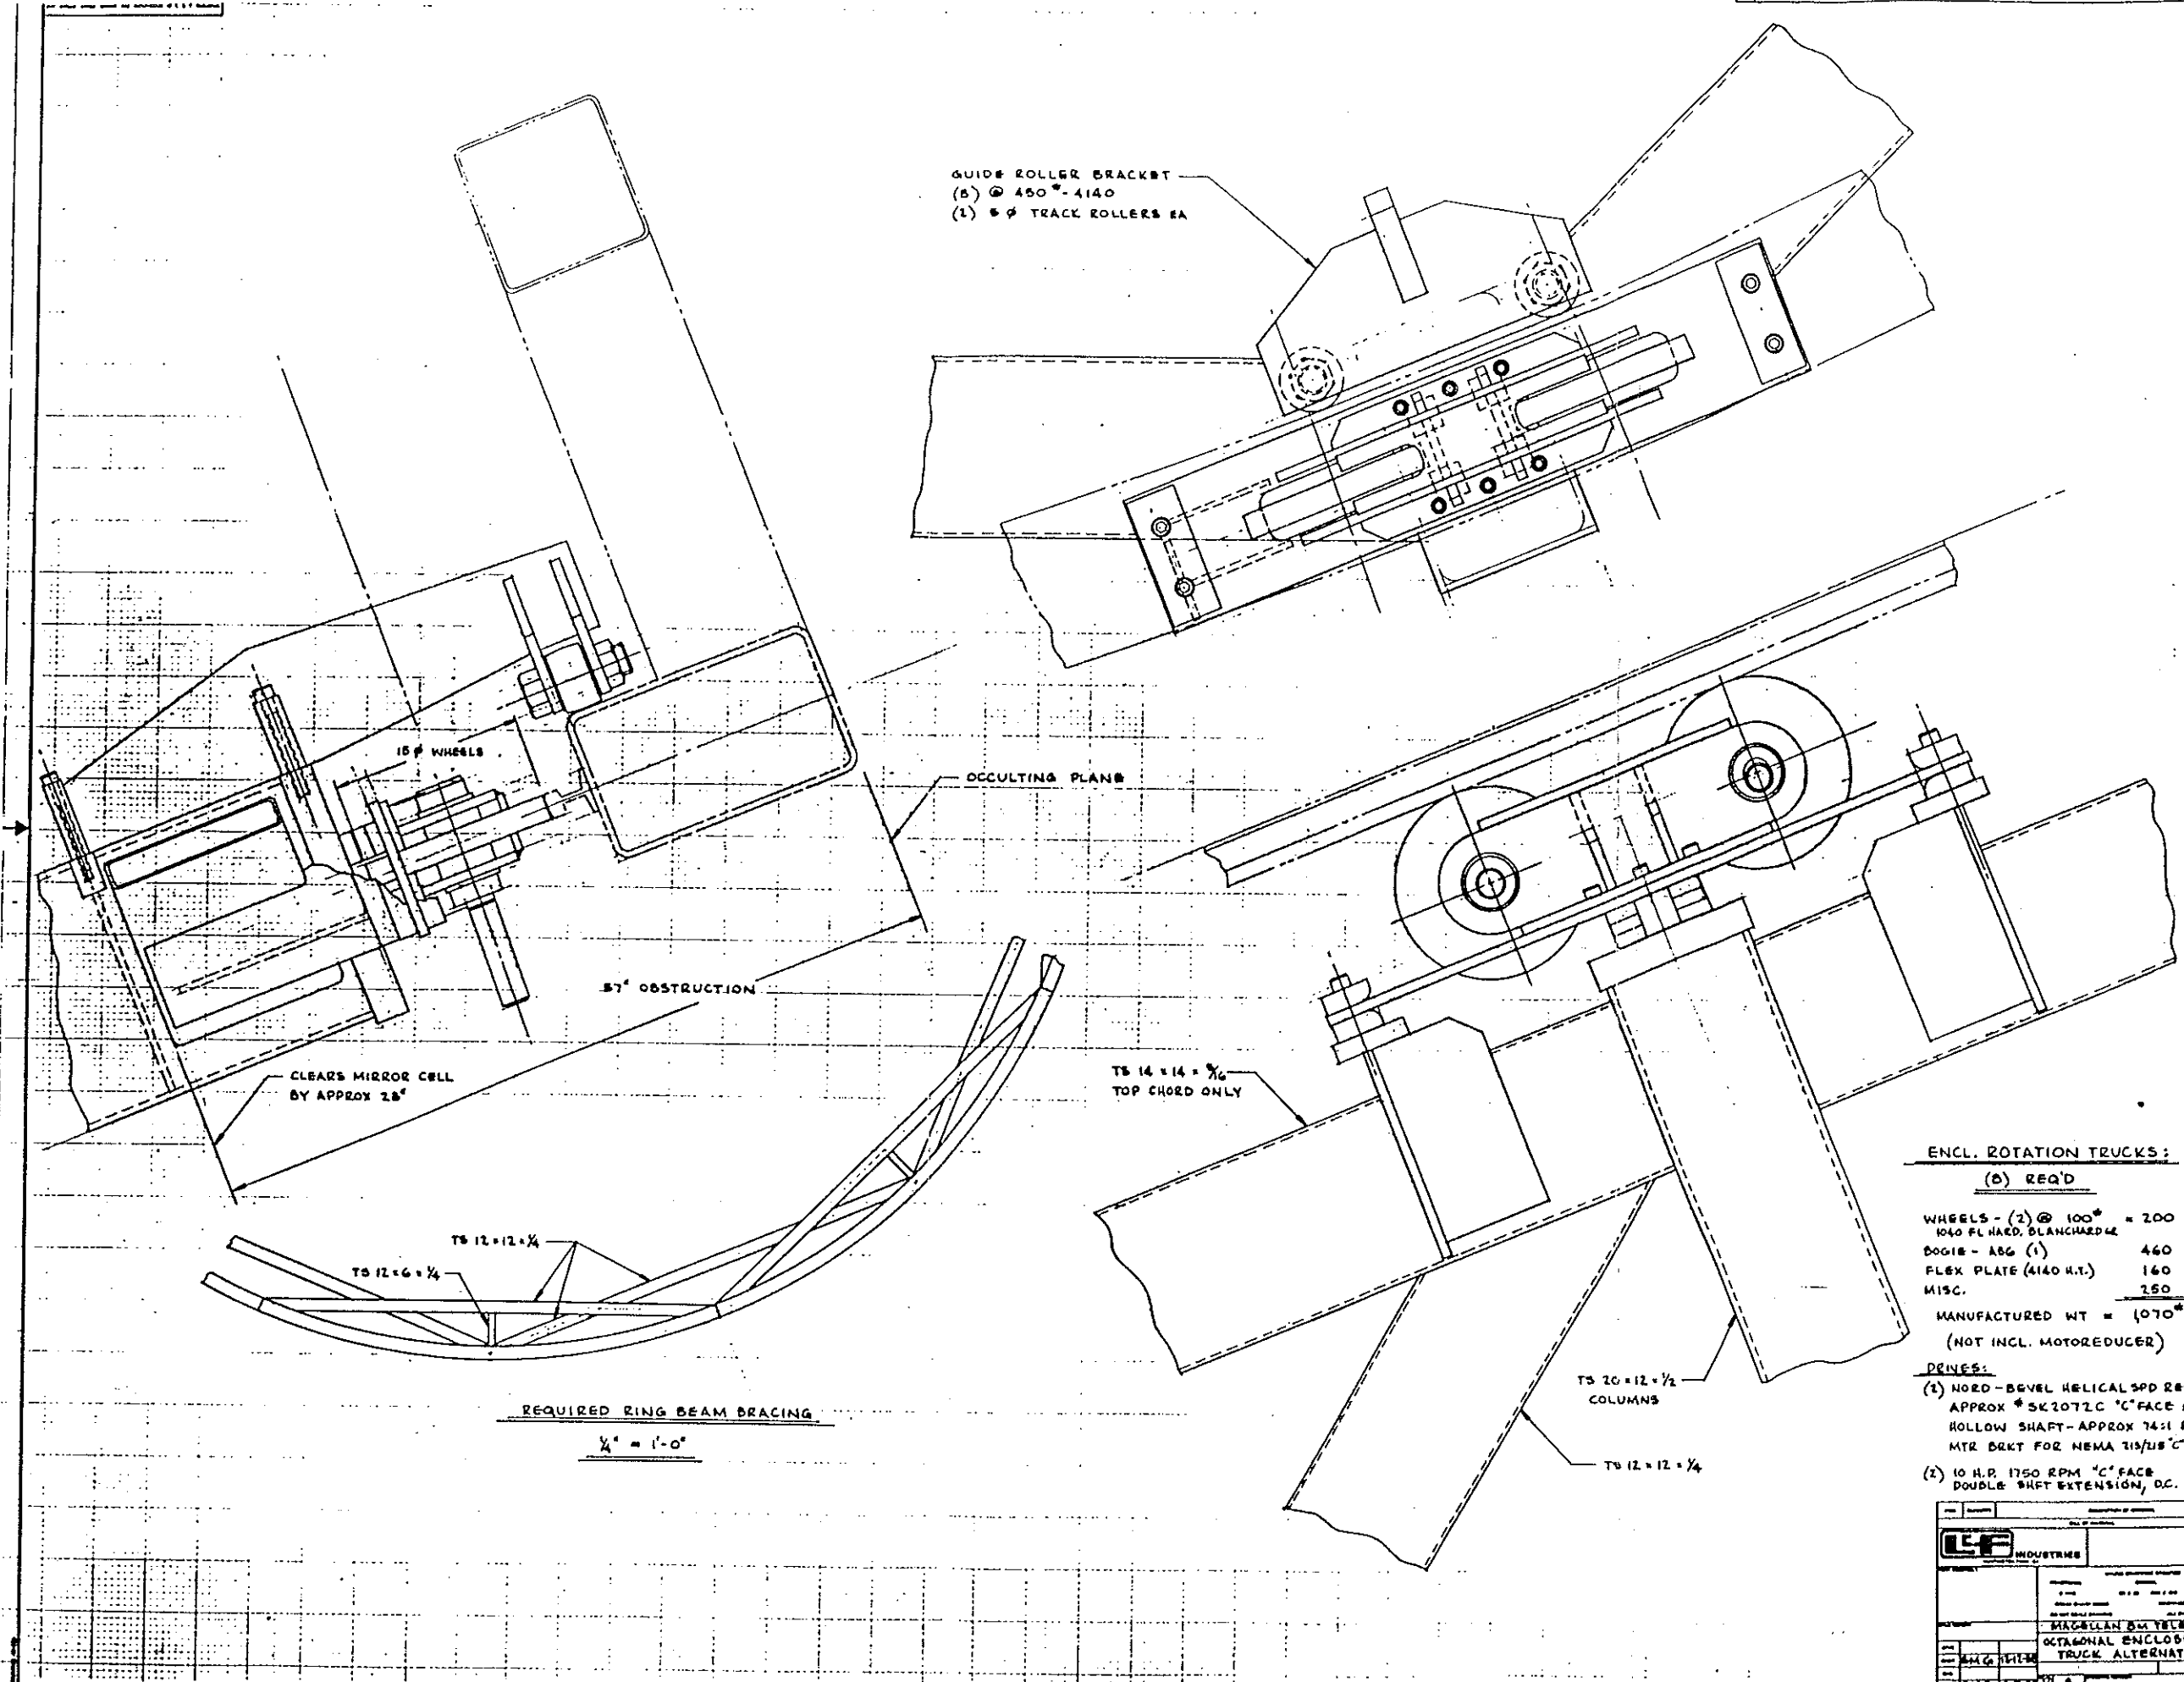 GUIDE ROLLER BRACKET
(8) @ 450# - 4140
(2) 5 Ø TRACK ROLLERS EA
15 Ø WHEELS
OCCULTING PLANE
57" OBSTRUCTION
CLEARS MIRROR CELL
BY APPROX 28"
TS 12 x 12 x 1/4
TS 12 x 6 x 1/4
REQUIRED RING BEAM BRACING
1/4" = 1'-0"
TS 14 x 14 x 5/16
TOP CHORD ONLY
TS 20 x 12 x 1/2
COLUMNS
TS 12 x 12 x 1/4
ENCL. ROTATION TRUCKS:
(8) REQ'D
WHEELS - (2) @ 100# = 200
1040 FL HARD, BLANCHARD
BOGIE - (1) 460
FLEX PLATE (4140 H.T.) 160
MISC. 250
MANUFACTURED WT = 1,070#
(NOT INCL. MOTOREDUCER)
DRIVES:
(2) NORD - BEVEL HELICAL SPD RE
APPROX # SK2072C "C" FACE
HOLLOW SHAFT - APPROX 74:1
MTR BRKT FOR NEMA 213/215 "C"
(2) 10 H.P. 1750 RPM "C" FACE
DOUBLE SHFT EXTENSION, D.C.
L&F INDUSTRIES
MAGELLAN 8M TELE
OCTAGONAL ENCLOS
TRUCK ALTERNAT